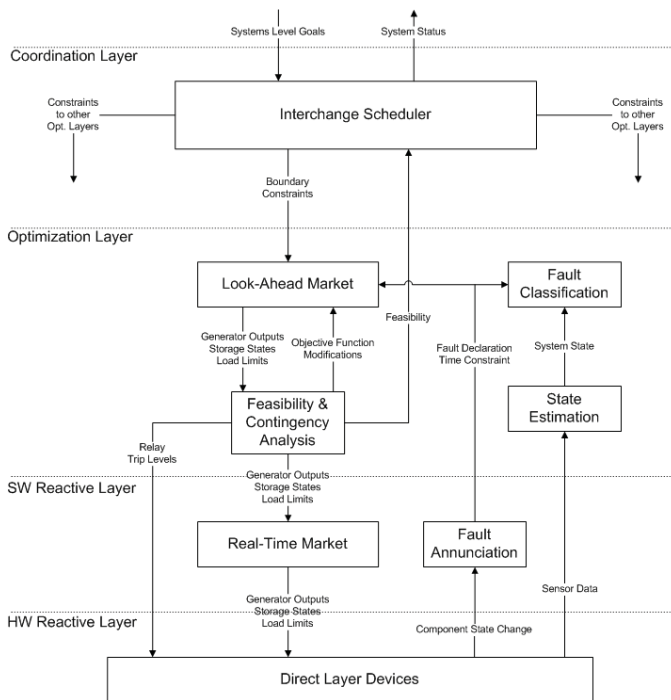 Systems Level Goals
System Status
Coordination Layer
Constraints
to other
Opt. Layers
Interchange Scheduler
Constraints
to other
Opt. Layers
Boundary
Constraints
Optimization Layer
Look-Ahead Market
Fault
Classification
Generator Outputs
Storage States
Load Limits
Objective Function
Modifications
Feasibility
Fault Declaration
Time Constraint
System State
Feasibility &
Contingency
Analysis
State
Estimation
Relay
Trip Levels
Generator Outputs
Storage States
Load Limits
SW Reactive Layer
Real-Time Market
Fault
Annunciation
Generator Outputs
Storage States
Load Limits
Sensor Data
HW Reactive Layer
Component State Change
Direct Layer Devices